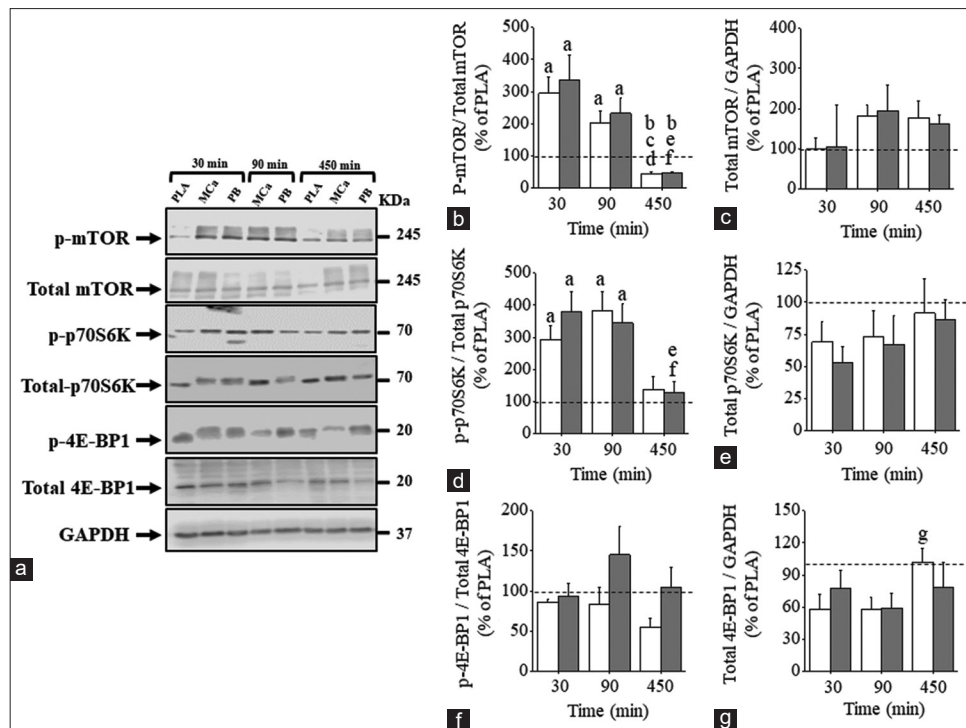 30 min 90 min 450 min
PLA MCa PB MCa PB PLA MCa PB KDa
p-mTOR 245
Total mTOR 245
p-p70S6K 70
Total-p70S6K 70
p-4E-BP1 20
Total 4E-BP1 20
GAPDH 37
a
P-mTOR/Total mTOR
(% of PLA)
500
400
300
200
100
0
a a
a a
b b
c e
d f
30 90 450
Time (min)
b
Total mTOR / GAPDH
(% of PLA)
400
300
200
100
0
30 90 450
Time (min)
c
p-p70S6K / Total p70S6K
(% of PLA)
500
400
300
200
100
0
a a
a a
e
f
30 90 450
Time (min)
d
Total p70S6K / GAPDH
(% of PLA)
125
100
75
50
25
0
30 90 450
Time (min)
e
p-4E-BP1 / Total 4E-BP1
(% of PLA)
200
150
100
50
0
30 90 450
Time (min)
f
Total 4E-BP1 / GAPDH
(% of PLA)
150
120
90
60
30
0
g
30 90 450
Time (min)
g